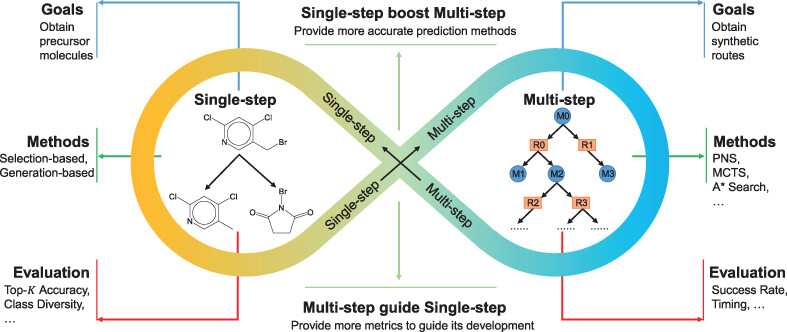 Goals
Obtain
precursor
molecules
Single-step boost Multi-step
Provide more accurate prediction methods
Goals
Obtain
synthetic
routes
Methods
Selection-based,
Generation-based
Single-step
Cl
Cl
N
Br
Cl
Cl
N
Br
N
O
O
Single-step
Multi-step
Single-step
Multi-step
Multi-step
M0
R0
R1
M1
M2
M3
R2
R3
......
......
......
Methods
PNS,
MCTS,
A* Search,
...
Evaluation
Top-K Accuracy,
Class Diversity,
...
Multi-step guide Single-step
Provide more metrics to guide its development
Evaluation
Success Rate,
Timing, ...